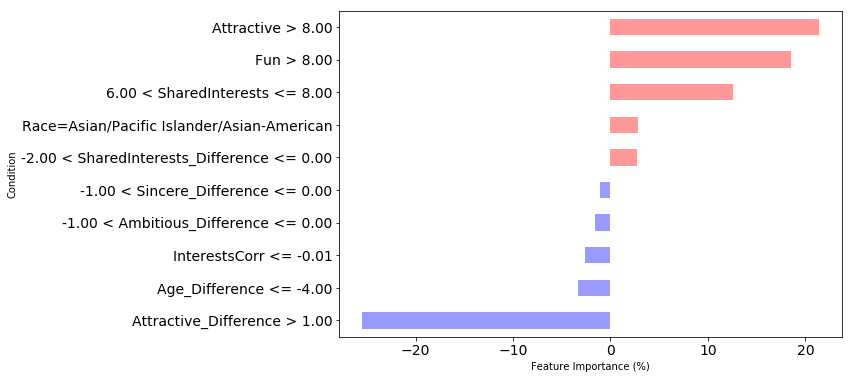 Attractive > 8.00
Fun > 8.00
6.00 < SharedInterests <= 8.00
Race=Asian/Pacific Islander/Asian-American
-2.00 < SharedInterests_Difference <= 0.00
-1.00 < Sincere_Difference <= 0.00
-1.00 < Ambitious_Difference <= 0.00
InterestsCorr <= -0.01
Age_Difference <= -4.00
Attractive_Difference > 1.00
Condition
−20 −10 0 10 20
Feature Importance (%)